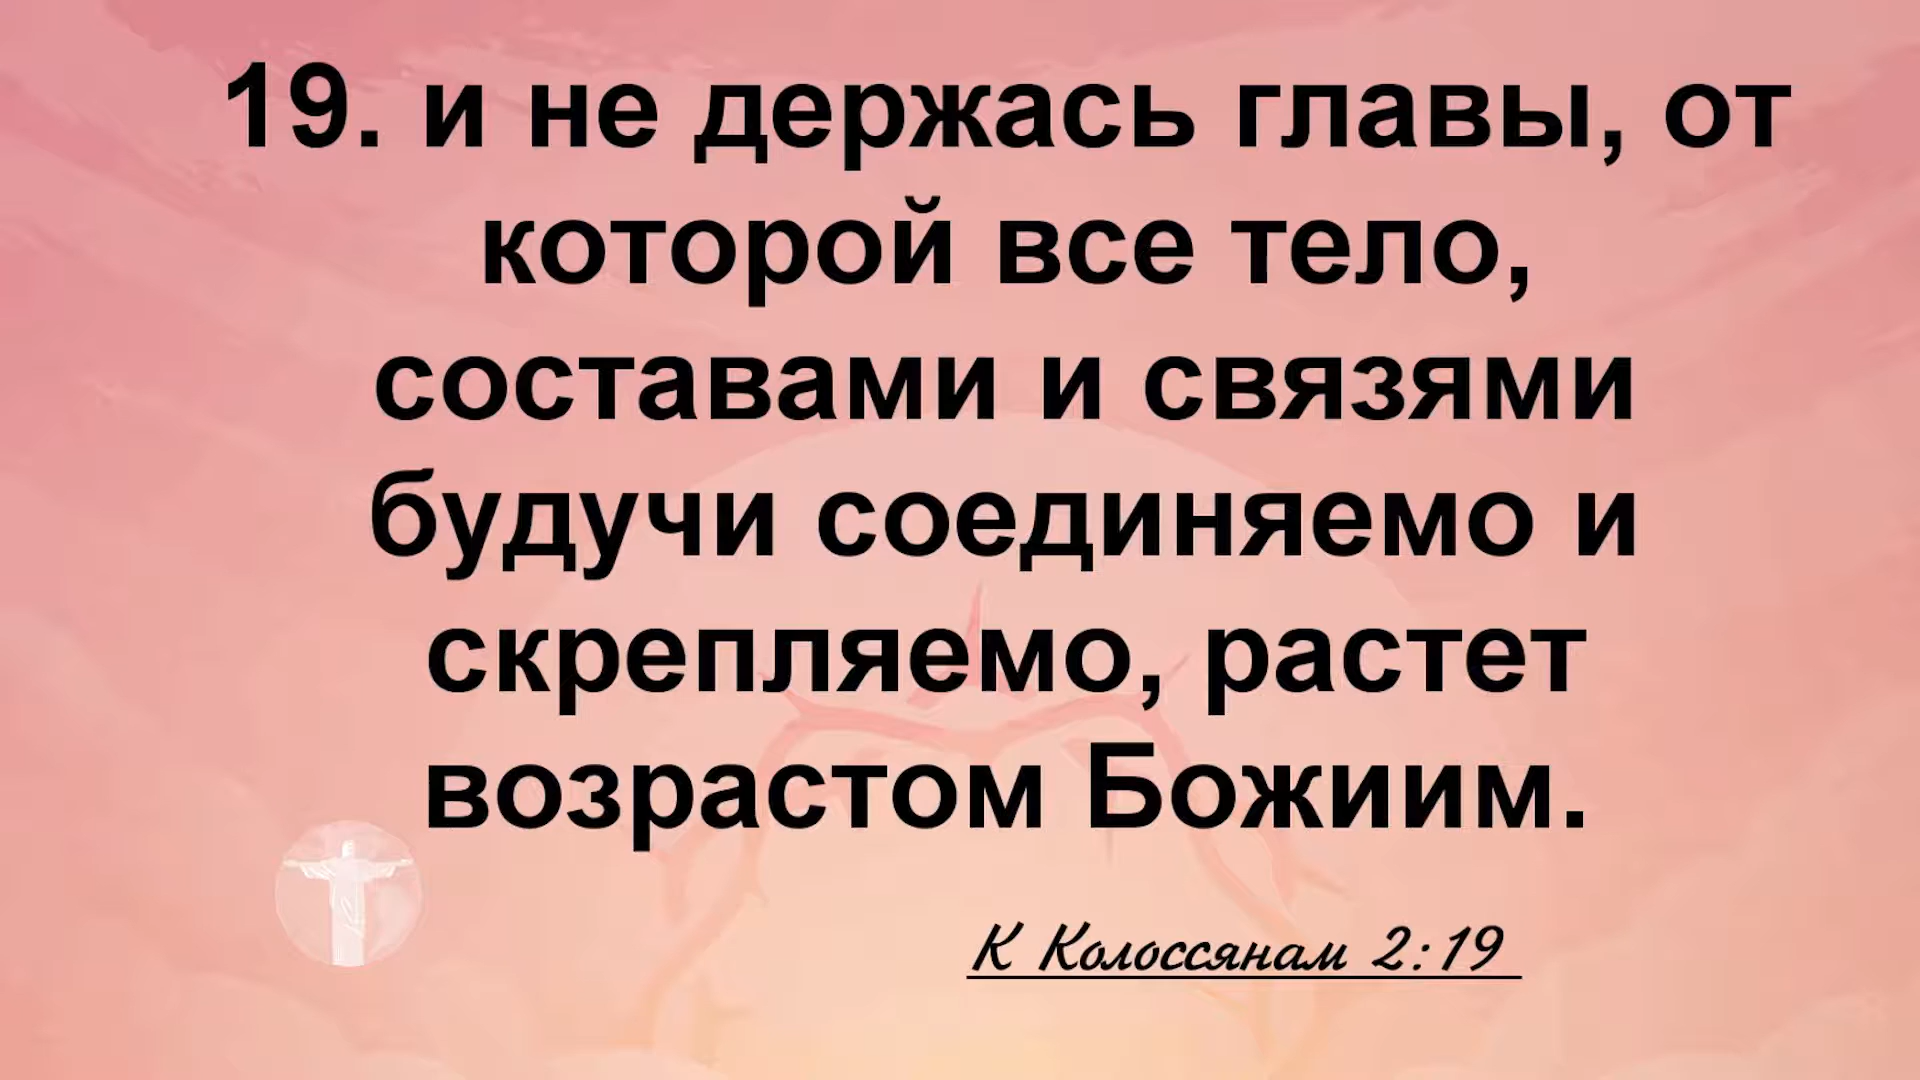 19. и не держась главы, от
которой все тело,
составами и связями
будучи соединяемо и
скрепляемо, растет
возрастом Божиим.
К Колоссянам 2:19